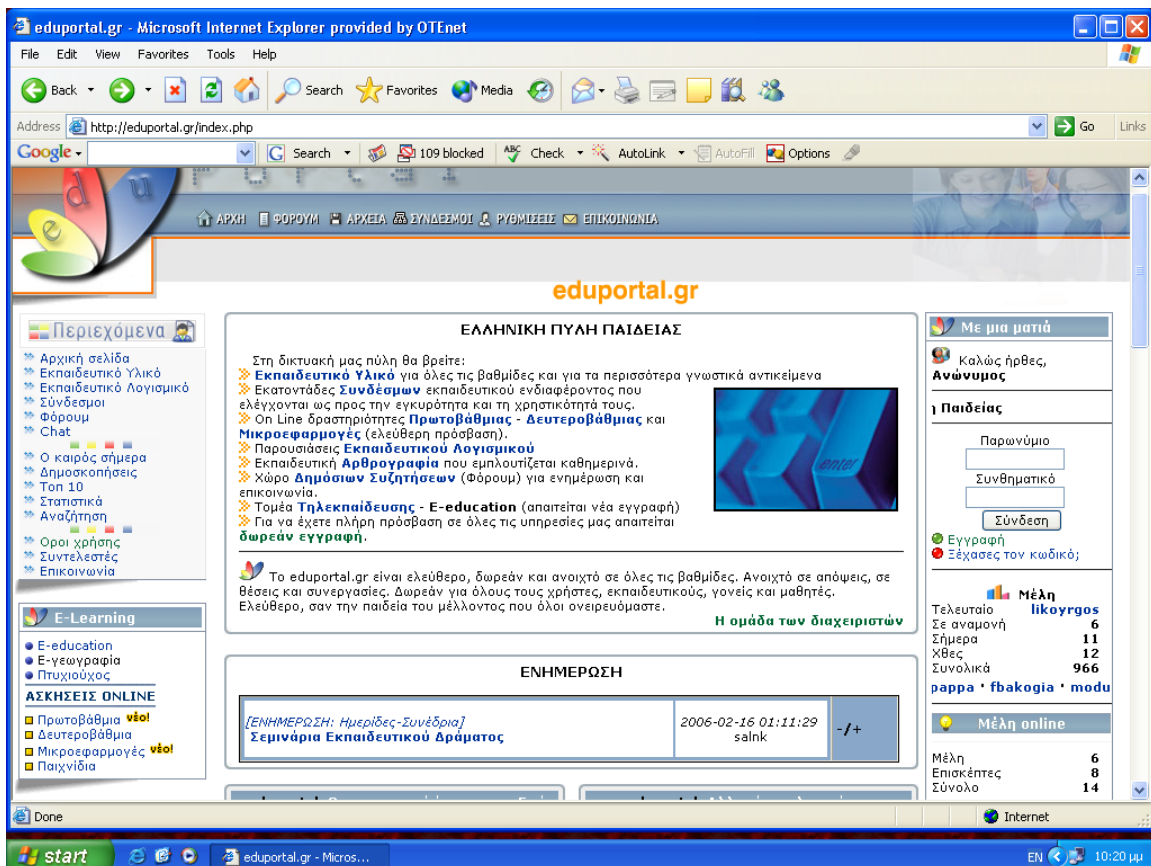 eduportal.gr - Microsoft Internet Explorer provided by OTEnet
File Edit View Favorites Tools Help
Back Search Favorites Media
Address http://eduportal.gr/index.php Go Links
Google Search 109 blocked ABC Check AutoLink AutoFill Options
e d u portal
ΑΡΧΗ ΦΟΡΟΥΜ ΑΡΧΕΙΑ ΣΥΝΔΕΣΜΟΙ ΡΥΘΜΙΣΕΙΣ ΕΠΙΚΟΙΝΩΝΙΑ
eduportal.gr
Περιεχόμενα
Αρχική σελίδα
Εκπαιδευτικό Υλικό
Εκπαιδευτικό Λογισμικό
Σύνδεσμοι
Φόρουμ
Chat
Ο καιρός σήμερα
Δημοσκοπήσεις
Τοπ 10
Στατιστικά
Αναζήτηση
Οροι χρήσης
Συντελεστές
Επικοινωνία
E-Learning
E-education
Ε-γεωγραφία
Πτυχιούχος
ΑΣΚΗΣΕΙΣ ONLINE
Πρωτοβάθμια νέο!
Δευτεροβάθμια
Μικροεφαρμογές νέο!
Παιχνίδια
ΕΛΛΗΝΙΚΗ ΠΥΛΗ ΠΑΙΔΕΙΑΣ
Στη δικτυακή μας πύλη θα βρείτε:
Εκπαιδευτικό Υλικό για όλες τις βαθμίδες και για τα περισσότερα γνωστικά αντικείμενα
Εκατοντάδες Συνδέσμων εκπαιδευτικού ενδιαφέροντος που
ελέγχονται ως προς την εγκυρότητα και τη χρηστικότητά τους.
On Line δραστηριότητες Πρωτοβάθμιας - Δευτεροβάθμιας και
Μικροεφαρμογές (ελεύθερη πρόσβαση).
Παρουσιάσεις Εκπαιδευτικού Λογισμικού
Εκπαιδευτική Αρθρογραφία που εμπλουτίζεται καθημερινά.
Χώρο Δημόσιων Συζητήσεων (Φόρουμ) για ενημέρωση και
επικοινωνία.
Τομέα Τηλεκπαίδευσης - E-education (απαιτείται νέα εγγραφή)
Για να έχετε πλήρη πρόσβαση σε όλες τις υπηρεσίες μας απαιτείται
δωρεάν εγγραφή.
enter
Το eduportal.gr είναι ελεύθερο, δωρεάν και ανοιχτό σε όλες τις βαθμίδες. Ανοιχτό σε απόψεις, σε
θέσεις και συνεργασίες. Δωρεάν για όλους τους χρήστες, εκπαιδευτικούς, γονείς και μαθητές.
Ελεύθερο, σαν την παιδεία του μέλλοντος που όλοι ονειρευόμαστε.
Η ομάδα των διαχειριστών
ΕΝΗΜΕΡΩΣΗ
[ΕΝΗΜΕΡΩΣΗ: Ημερίδες-Συνέδρια]
Σεμινάρια Εκπαιδευτικού Δράματος
2006-02-16 01:11:29
salnk
-/+
Με μια ματιά
Καλώς ήρθες,
Ανώνυμος
η Παιδείας
Παρωνύμιο
Συνθηματικό
Σύνδεση
Εγγραφή
Ξέχασες τον κωδικό;
Μέλη
Τελευταίο likoyrgos
Σε αναμονή 6
Σήμερα 11
Χθες 12
Συνολικά 966
pappa · fbakogia · modu
Μέλη online
Μέλη 6
Επισκέπτες 8
Σύνολο 14
Done Internet
start eduportal.gr - Micros... EN 10:20 μμ